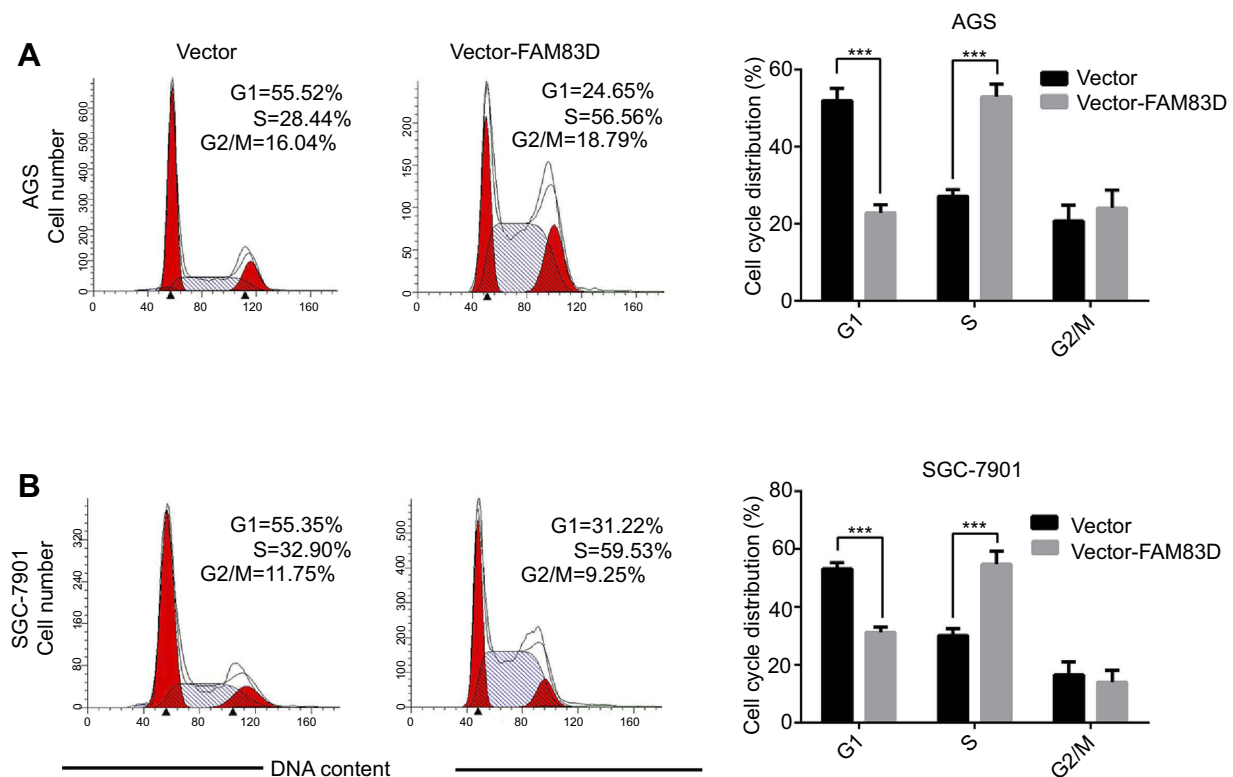 A
Vector
G1=55.52%
S=28.44%
G2/M=16.04%
AGS
Cell number
0 100 200 300 400 500 600
0 40 80 120 160
Vector-FAM83D
G1=24.65%
S=56.56%
G2/M=18.79%
0 50 100 150 200
0 40 80 120 160
AGS
Cell cycle distribution (%)
60
40
20
0
***
***
Vector
Vector-FAM83D
G1
S
G2/M
B
G1=55.35%
S=32.90%
G2/M=11.75%
SGC-7901
Cell number
0 80 160 240 320
0 40 80 120 160
G1=31.22%
S=59.53%
G2/M=9.25%
0 100 200 300 400 500
0 40 80 120 160
DNA content
SGC-7901
Cell cycle distribution (%)
80
60
40
20
0
***
***
Vector
Vector-FAM83D
G1
S
G2/M